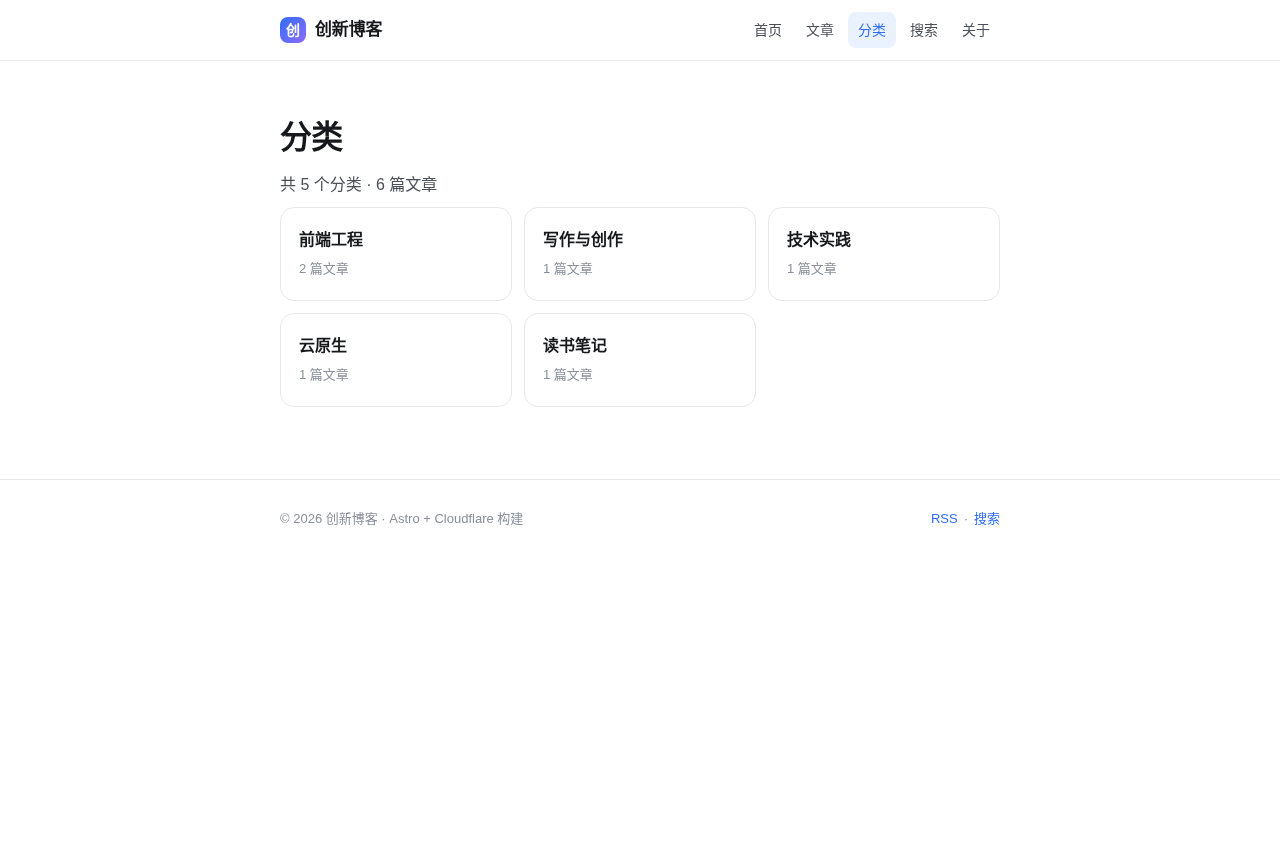 创 创新博客 首页 文章 分类 搜索 关于
分类
共 5 个分类 · 6 篇文章
前端工程 写作与创作 技术实践
2 篇文章 1 篇文章 1 篇文章
云原生 读书笔记
1 篇文章 1 篇文章
© 2026 创新博客 · Astro + Cloudflare 构建 RSS · 搜索